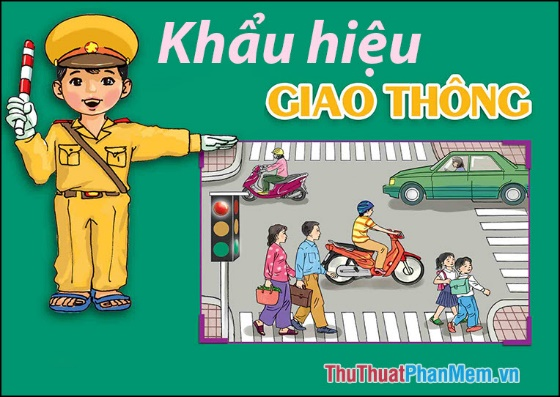 Khẩu hiệu
GIAO THÔNG
ThuThuatPhanMem.vn